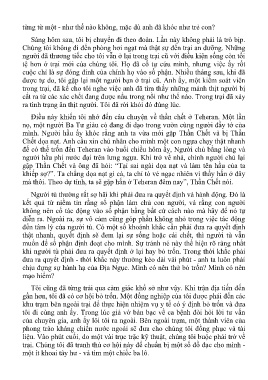 từng từ một - như thế nào không, mặc dù anh đã khóc như trẻ con?
Sáng hôm sau, tôi bị chuyển đi theo đoàn. Lần này không phải là trò bịp.
Chúng tôi không đi đến phòng hơi ngạt mà thật sự đến trại an dưỡng. Những
người đã thương tiếc cho tôi vẫn ở lại trong trại cũ với điều kiện sống còn tồi
tệ hơn ở trại mới của chúng tôi. Họ đã cố tự cứu mình, nhưng việc ấy rốt
cuộc chỉ là sự đóng đinh của chính họ vào số phận. Nhiều tháng sau, khi đã
được tự do, tôi gặp lại một người bạn ở trại cũ. Anh ấy, một kiểm soát viên
trong trại, đã kể cho tôi nghe việc anh đã tìm thấy những mảnh thịt người bị
cắt ra từ các xác chết đang được nấu trong nồi như thế nào. Trong trại đã xảy
ra tình trạng ăn thịt người. Tôi đã rời khỏi đó đúng lúc.
Điều này khiến tôi nhớ đến câu chuyện về thần chết ở Teheran. Một lần
nọ, một người Ba Tư giàu có đang đi dạo trong vườn cùng người đầy tớ của
mình. Người hầu ấy khóc rằng anh ta vừa mới gặp Thần Chết và bị Thần
Chết dọa nạt. Anh cầu xin chủ nhân cho mình một con ngựa chạy thật nhanh
để có thể trốn đến Teheran vào buổi chiều hôm ấy. Người chủ bằng lòng và
người hầu phi nước đại trên lưng ngựa. Khi trở về nhà, chính người chủ lại
gặp Thần Chết và ông đã hỏi: “Tại sao ngài dọa nạt và làm tên hầu của ta
khiếp sợ?”. “Ta chẳng dọa nạt gì cả, ta chỉ tỏ vẻ ngạc nhiên vì thấy hắn ở đây
mà thôi. Theo dự tính, ta sẽ gặp hắn ở Teheran đêm nay”, Thần Chết nói.
Người tù thường rất sợ hãi khi phải đưa ra quyết định và hành động. Đó là
kết quả từ niềm tin rằng số phận làm chủ con người, và rằng con người
không nên cố tác động vào số phận bằng bất cứ cách nào mà hãy để nó tự
diễn ra. Ngoài ra, sự vô cảm cũng góp phần không nhỏ trong việc tác động
đến tâm lý của người tù. Có một số khoảnh khắc cần phải đưa ra quyết định
thật nhanh, quyết định sẽ đem lại sự sống hoặc cái chết, thì người tù vẫn
muốn để số phận định đoạt cho mình. Sự trành né này thể hiện rõ ràng nhất
khi người tù phải đưa ra quyết định ở lại hay bỏ trốn. Trong thời khắc phải
đưa ra quyết định - thời khắc này thường kéo dài vài phút - anh ta luôn phải
chịu đựng sự hành hạ của Địa Ngục. Mình có nên thử bỏ trốn? Mình có nên
mạo hiểm?
Tôi cũng đã từng trải qua cảm giác khổ sở như vậy. Khi trận địa tiến đến
gần hơn, tôi đã có cơ hội bỏ trốn. Một đồng nghiệp của tôi được phái đến các
khu trạm bên ngoài trại để thực hiện nhiệm vụ y tế có ý định bỏ trốn và đưa
tôi đi cùng anh ấy. Trong lúc giả vờ bàn bạc về ca bệnh đòi hỏi lời tư vấn
của chuyên gia, anh ấy lôi tôi ra ngoài. Bên ngoài trạm, một thành viên của
phong trào kháng chiến nước ngoài sẽ đưa cho chúng tôi đồng phục và tài
liệu. Vào phút cuối, do một vài trục trặc kỹ thuật, chúng tôi buộc phải trở về
trại. Chúng tôi đã tranh thủ cơ hội này để chuẩn bị một số đồ đạc cho mình -
một ít khoai tây hư - và tìm một chiếc ba lô.